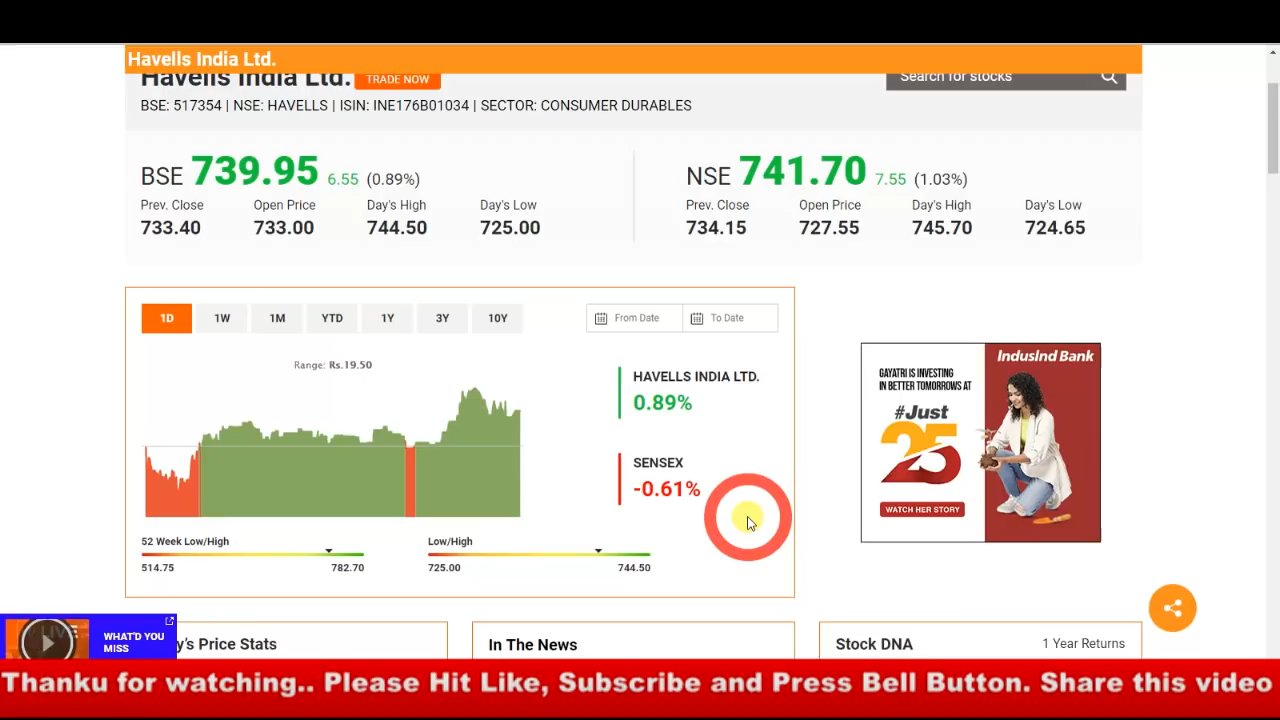 Havells India Ltd.
Havells India Ltd. TRADE NOW
Search for stocks
BSE: 517354 | NSE: HAVELLS | ISIN: INE176B01034 | SECTOR: CONSUMER DURABLES
BSE 739.95 6.55 (0.89%)
Prev. Close Open Price Day's High Day's Low
733.40 733.00 744.50 725.00
NSE 741.70 7.55 (1.03%)
Prev. Close Open Price Day's High Day's Low
734.15 727.55 745.70 724.65
1D 1W 1M YTD 1Y 3Y 10Y
From Date To Date
Range: Rs.19.50
HAVELLS INDIA LTD.
0.89%
SENSEX
-0.61%
52 Week Low/High
514.75 782.70
Low/High
725.00 744.50
IndusInd Bank
GAYATRI IS INVESTING
IN BETTER TOMORROWS AT
#Just
25
WATCH HER STORY
LIVE
WHAT'D YOU
MISS
y's Price Stats
In The News
Stock DNA 1 Year Returns
Thanku for watching.. Please Hit Like, Subscribe and Press Bell Button. Share this video